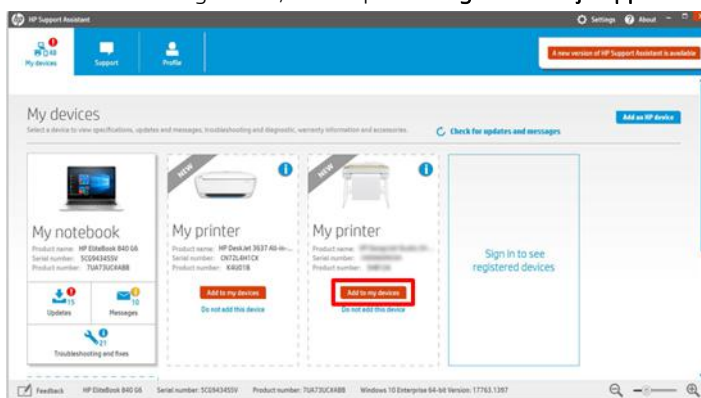 HP Support Assistant
Settings
About
48
My devices
Support
Profile
A new version of HP Support Assistant is available
My devices
Select a device to view specifications, updates and messages, troubleshooting and diagnostic, warranty information and accessories.
Check for updates and messages
Add an HP device
NEW
NEW
My notebook
Product name: HP EliteBook 840 G6
Serial number: 5CG943455V
Product number: 7UA73UC#ABB
15
Updates
10
Messages
21
Troubleshooting and fixes
My printer
Product name: HP DeskJet 3637 All-in-...
Serial number: CN72L4H1CX
Product number: K4U01B
Add to my devices
Do not add this device
My printer
Product name:
Serial number:
Product number:
Add to my devices
Do not add this device
Sign in to see
registered devices
Feedback
HP EliteBook 840 G6
Serial number: 5CG943455V
Product number: 7UA73UC#ABB
Windows 10 Enterprise 64-bit Version: 17763.1397